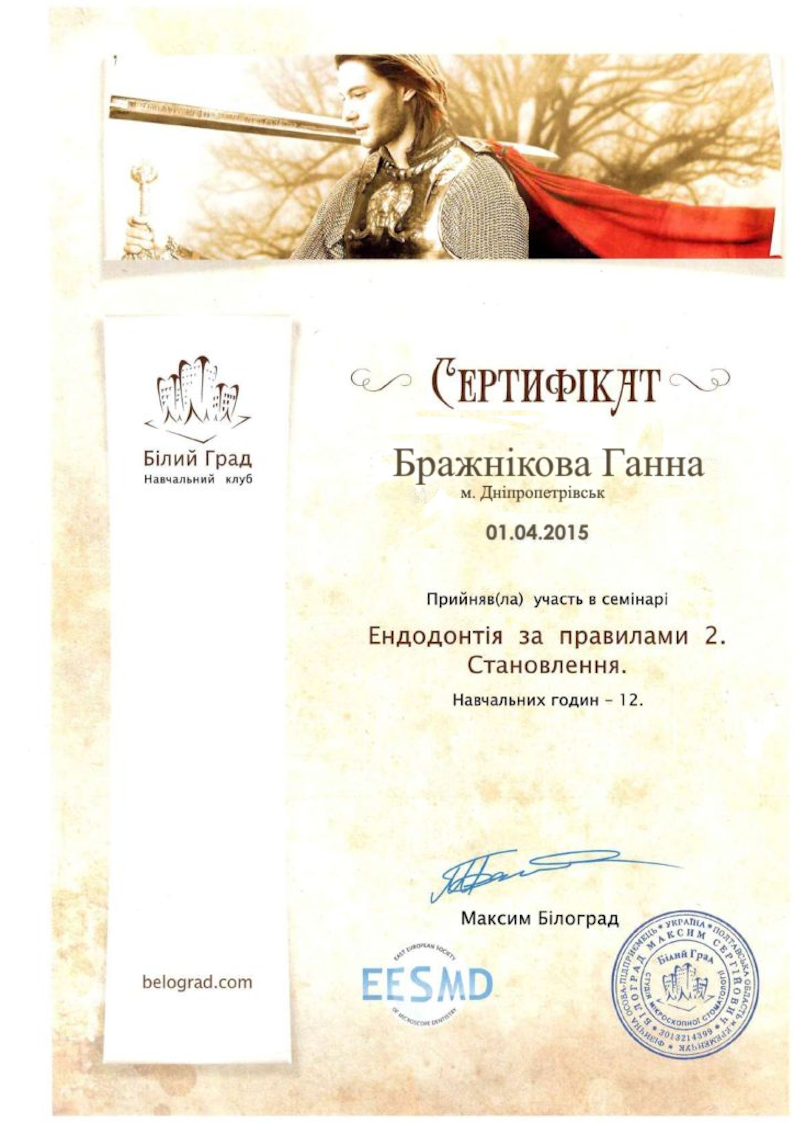 Сертифікат
Білий Град
Навчальний клуб
Бражнікова Ганна
м. Дніпропетрівськ
01.04.2015
Прийняв(ла) участь в семінарі
Ендодонтія за правилами 2.
Становлення.
Навчальних годин – 12.
Максим Білоград
belograd.com
EAST EUROPEAN SOCIETY
EESMD
OF MICROSCOPE DENTISTRY
УКРАЇНА * ПОЛТАВСЬКА ОБЛАСТЬ * М.КРЕМЕНЧУК * ФІЗИЧНА ОСОБА-ПІДПРИЄМЕЦЬ *
БІЛОГРАД МАКСИМ СЕРГІЙОВИЧ
* 3013214399 *
Білий Град
СТУДІЯ МІКРОСКОПНОЇ СТОМАТОЛОГІЇ